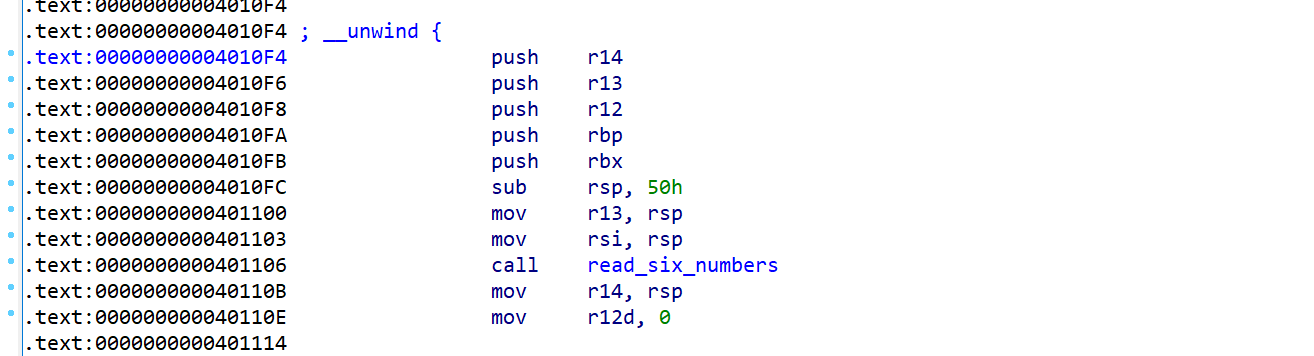 .text:00000000004010F4
.text:00000000004010F4 ; __unwind {
.text:00000000004010F4 push r14
.text:00000000004010F6 push r13
.text:00000000004010F8 push r12
.text:00000000004010FA push rbp
.text:00000000004010FB push rbx
.text:00000000004010FC sub rsp, 50h
.text:0000000000401100 mov r13, rsp
.text:0000000000401103 mov rsi, rsp
.text:0000000000401106 call read_six_numbers
.text:000000000040110B mov r14, rsp
.text:000000000040110E mov r12d, 0
.text:0000000000401114